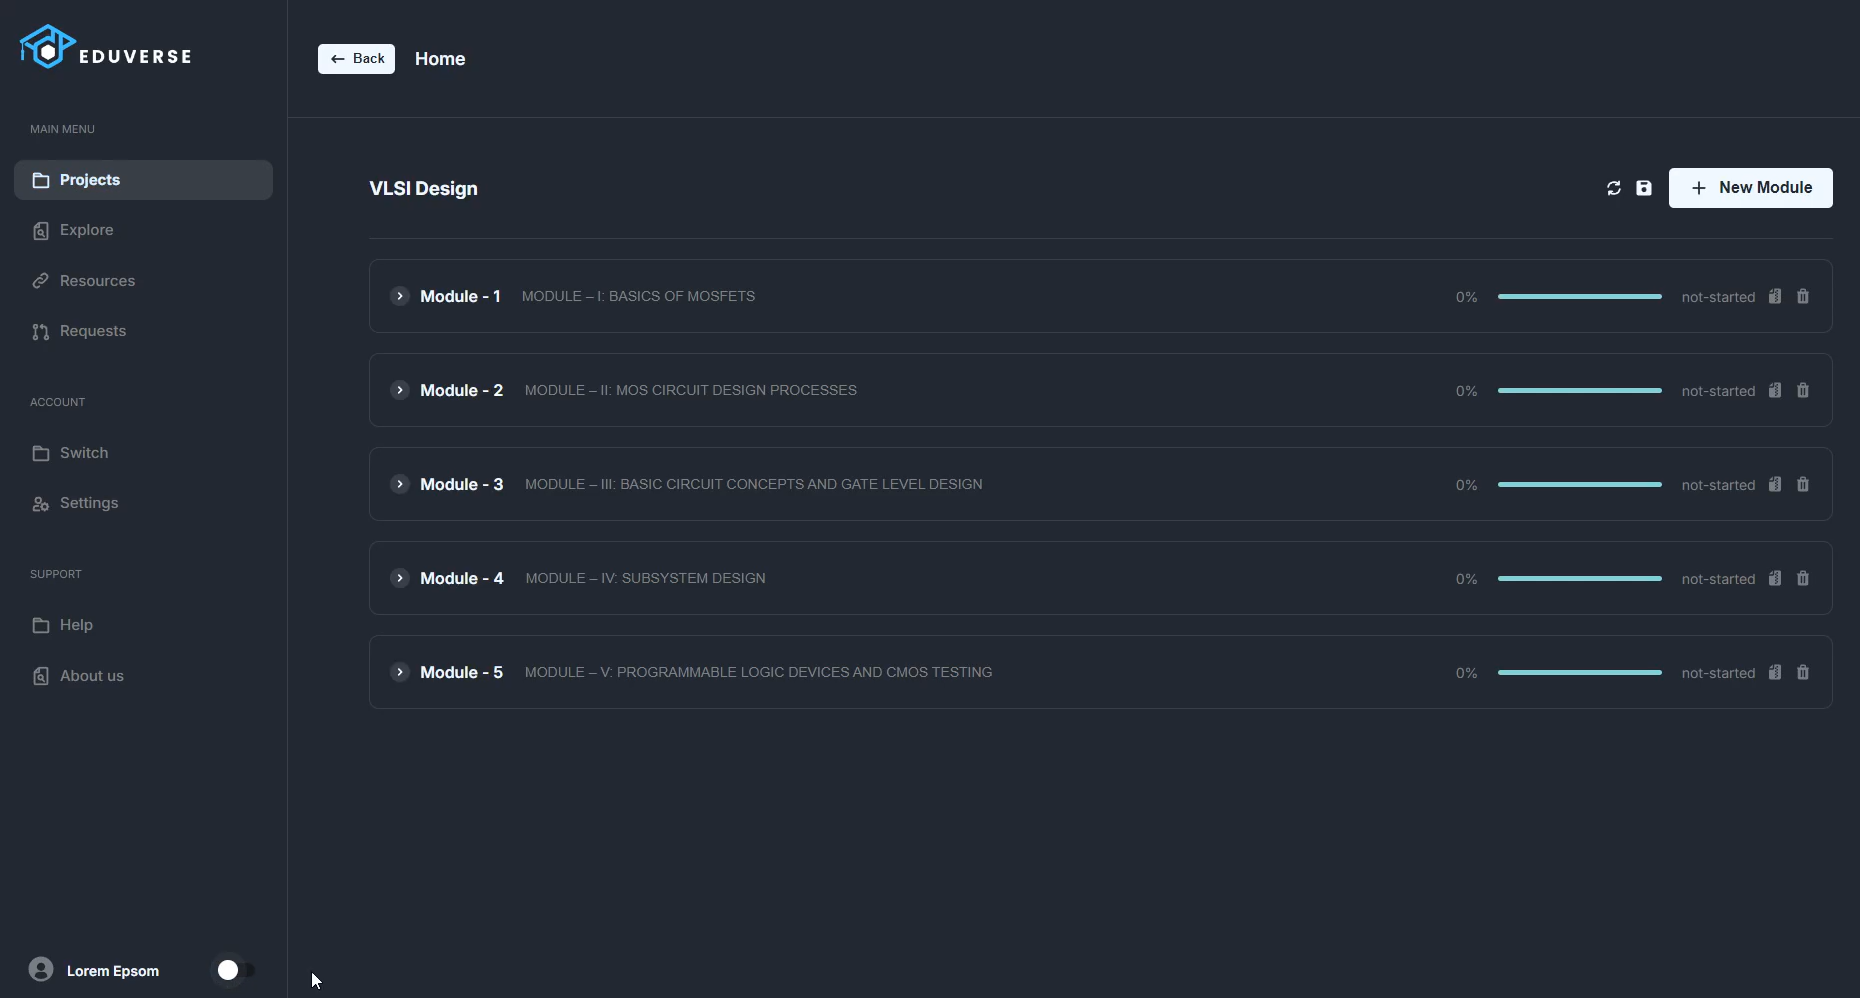 EDUVERSE
← Back Home
MAIN MENU
Projects
Explore
Resources
Requests
ACCOUNT
Switch
Settings
SUPPORT
Help
About us
Lorem Epsom
VLSI Design
+ New Module
Module - 1 MODULE – I: BASICS OF MOSFETS 0% not-started
Module - 2 MODULE – II: MOS CIRCUIT DESIGN PROCESSES 0% not-started
Module - 3 MODULE – III: BASIC CIRCUIT CONCEPTS AND GATE LEVEL DESIGN 0% not-started
Module - 4 MODULE – IV: SUBSYSTEM DESIGN 0% not-started
Module - 5 MODULE – V: PROGRAMMABLE LOGIC DEVICES AND CMOS TESTING 0% not-started